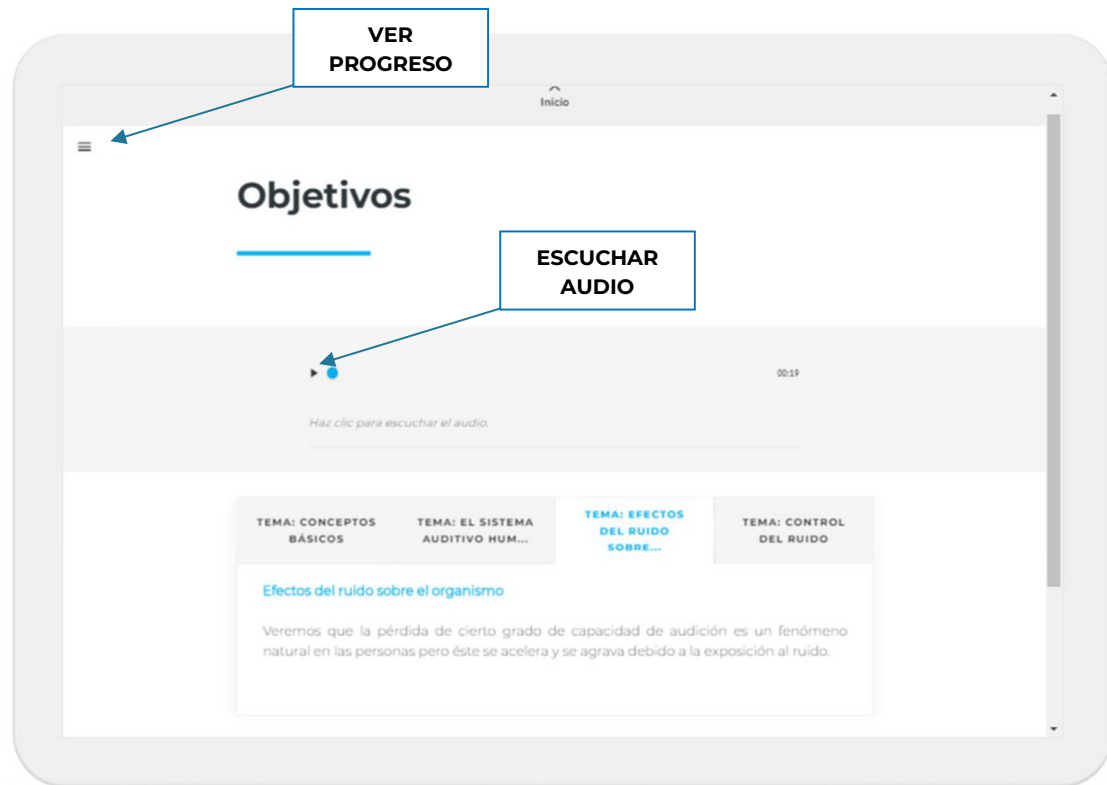 VER
PROGRESO
Inicio
Objetivos
ESCUCHAR
AUDIO
00:19
Haz clic para escuchar el audio.
TEMA: CONCEPTOS
BÁSICOS
TEMA: EL SISTEMA
AUDITIVO HUM...
TEMA: EFECTOS
DEL RUIDO
SOBRE...
TEMA: CONTROL
DEL RUIDO
Efectos del ruido sobre el organismo
Veremos que la pérdida de cierto grado de capacidad de audición es un fenómeno
natural en las personas pero éste se acelera y se agrava debido a la exposición al ruido.